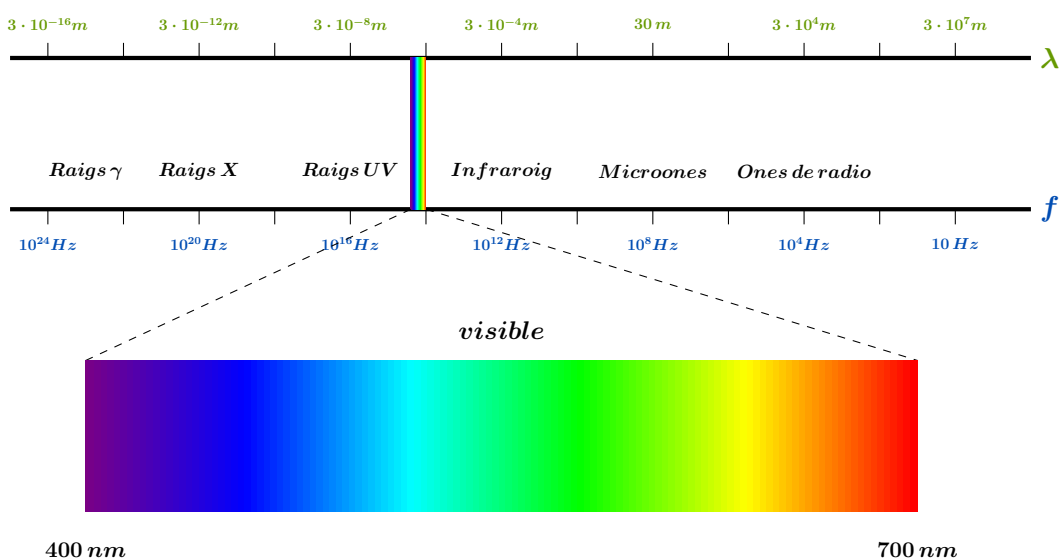 3 · 10⁻¹⁶m 3 · 10⁻¹²m 3 · 10⁻⁸m 3 · 10⁻⁴m 30 m 3 · 10⁴m 3 · 10⁷m
λ
Raigs γ Raigs X Raigs UV Infraroig Microones Ones de radio
f
10²⁴Hz 10²⁰Hz 10¹⁶Hz 10¹²Hz 10⁸Hz 10⁴Hz 10 Hz
visible
400 nm 700 nm